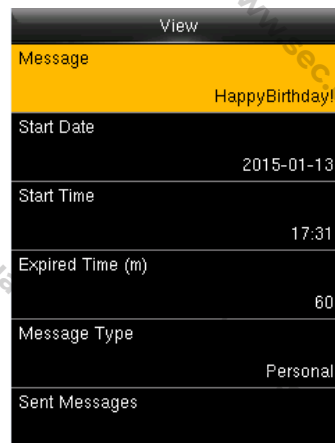 View
Message
HappyBirthday!
Start Date
2015-01-13
Start Time
17:31
Expired Time (m)
60
Message Type
Personal
Sent Messages